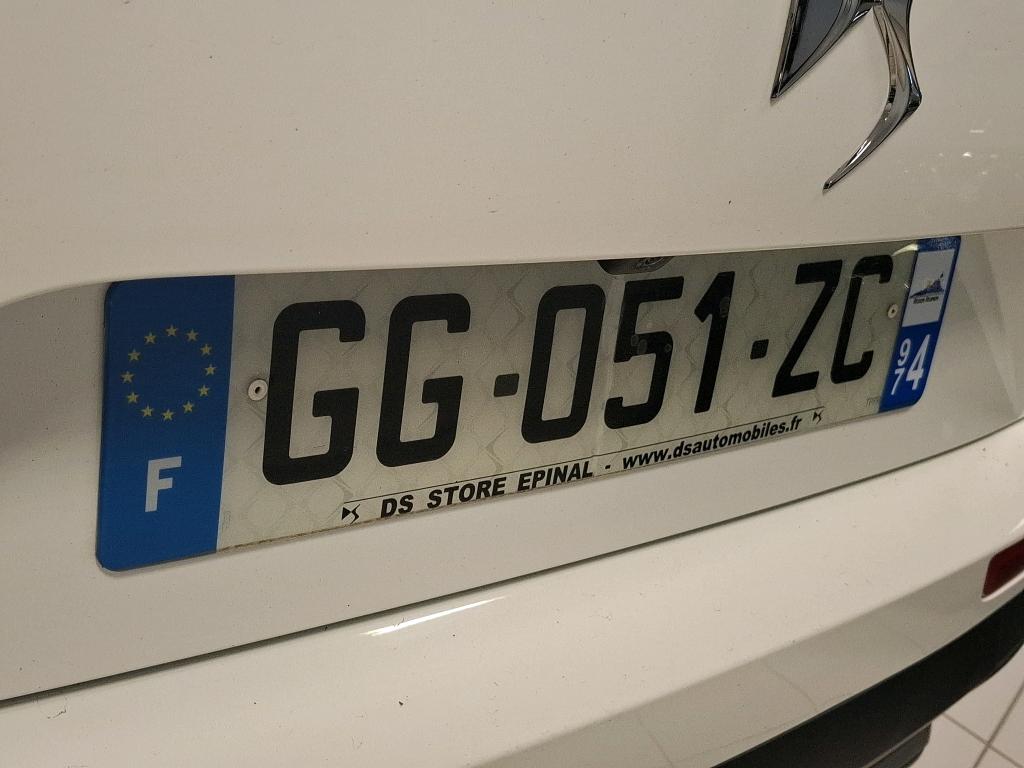 F
GG-051-ZC
974
DS STORE EPINAL - www.dsautomobiles.fr